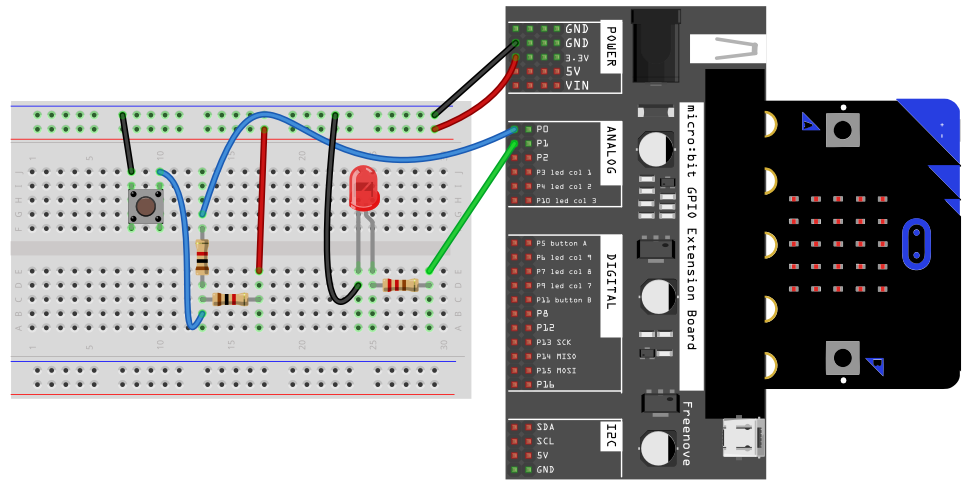 GND
GND
3.3V
5V
VIN
POWER
P0
P1
P2
P3 led col 1
P4 led col 2
P10 led col 3
ANALOG
P5 button A
P6 led col 9
P7 led col 8
P9 led col 7
P11 button B
P8
P12
P13 SCK
P14 MISO
P15 MOSI
P16
DIGITAL
SDA
SCL
5V
GND
I2C
micro:bit GPIO Extension Board
Freenove
1 5 10 15 20 25 30
J
I
H
G
F
E
D
C
B
A
1 5 10 15 20 25 30
J
I
H
G
F
E
D
C
B
A